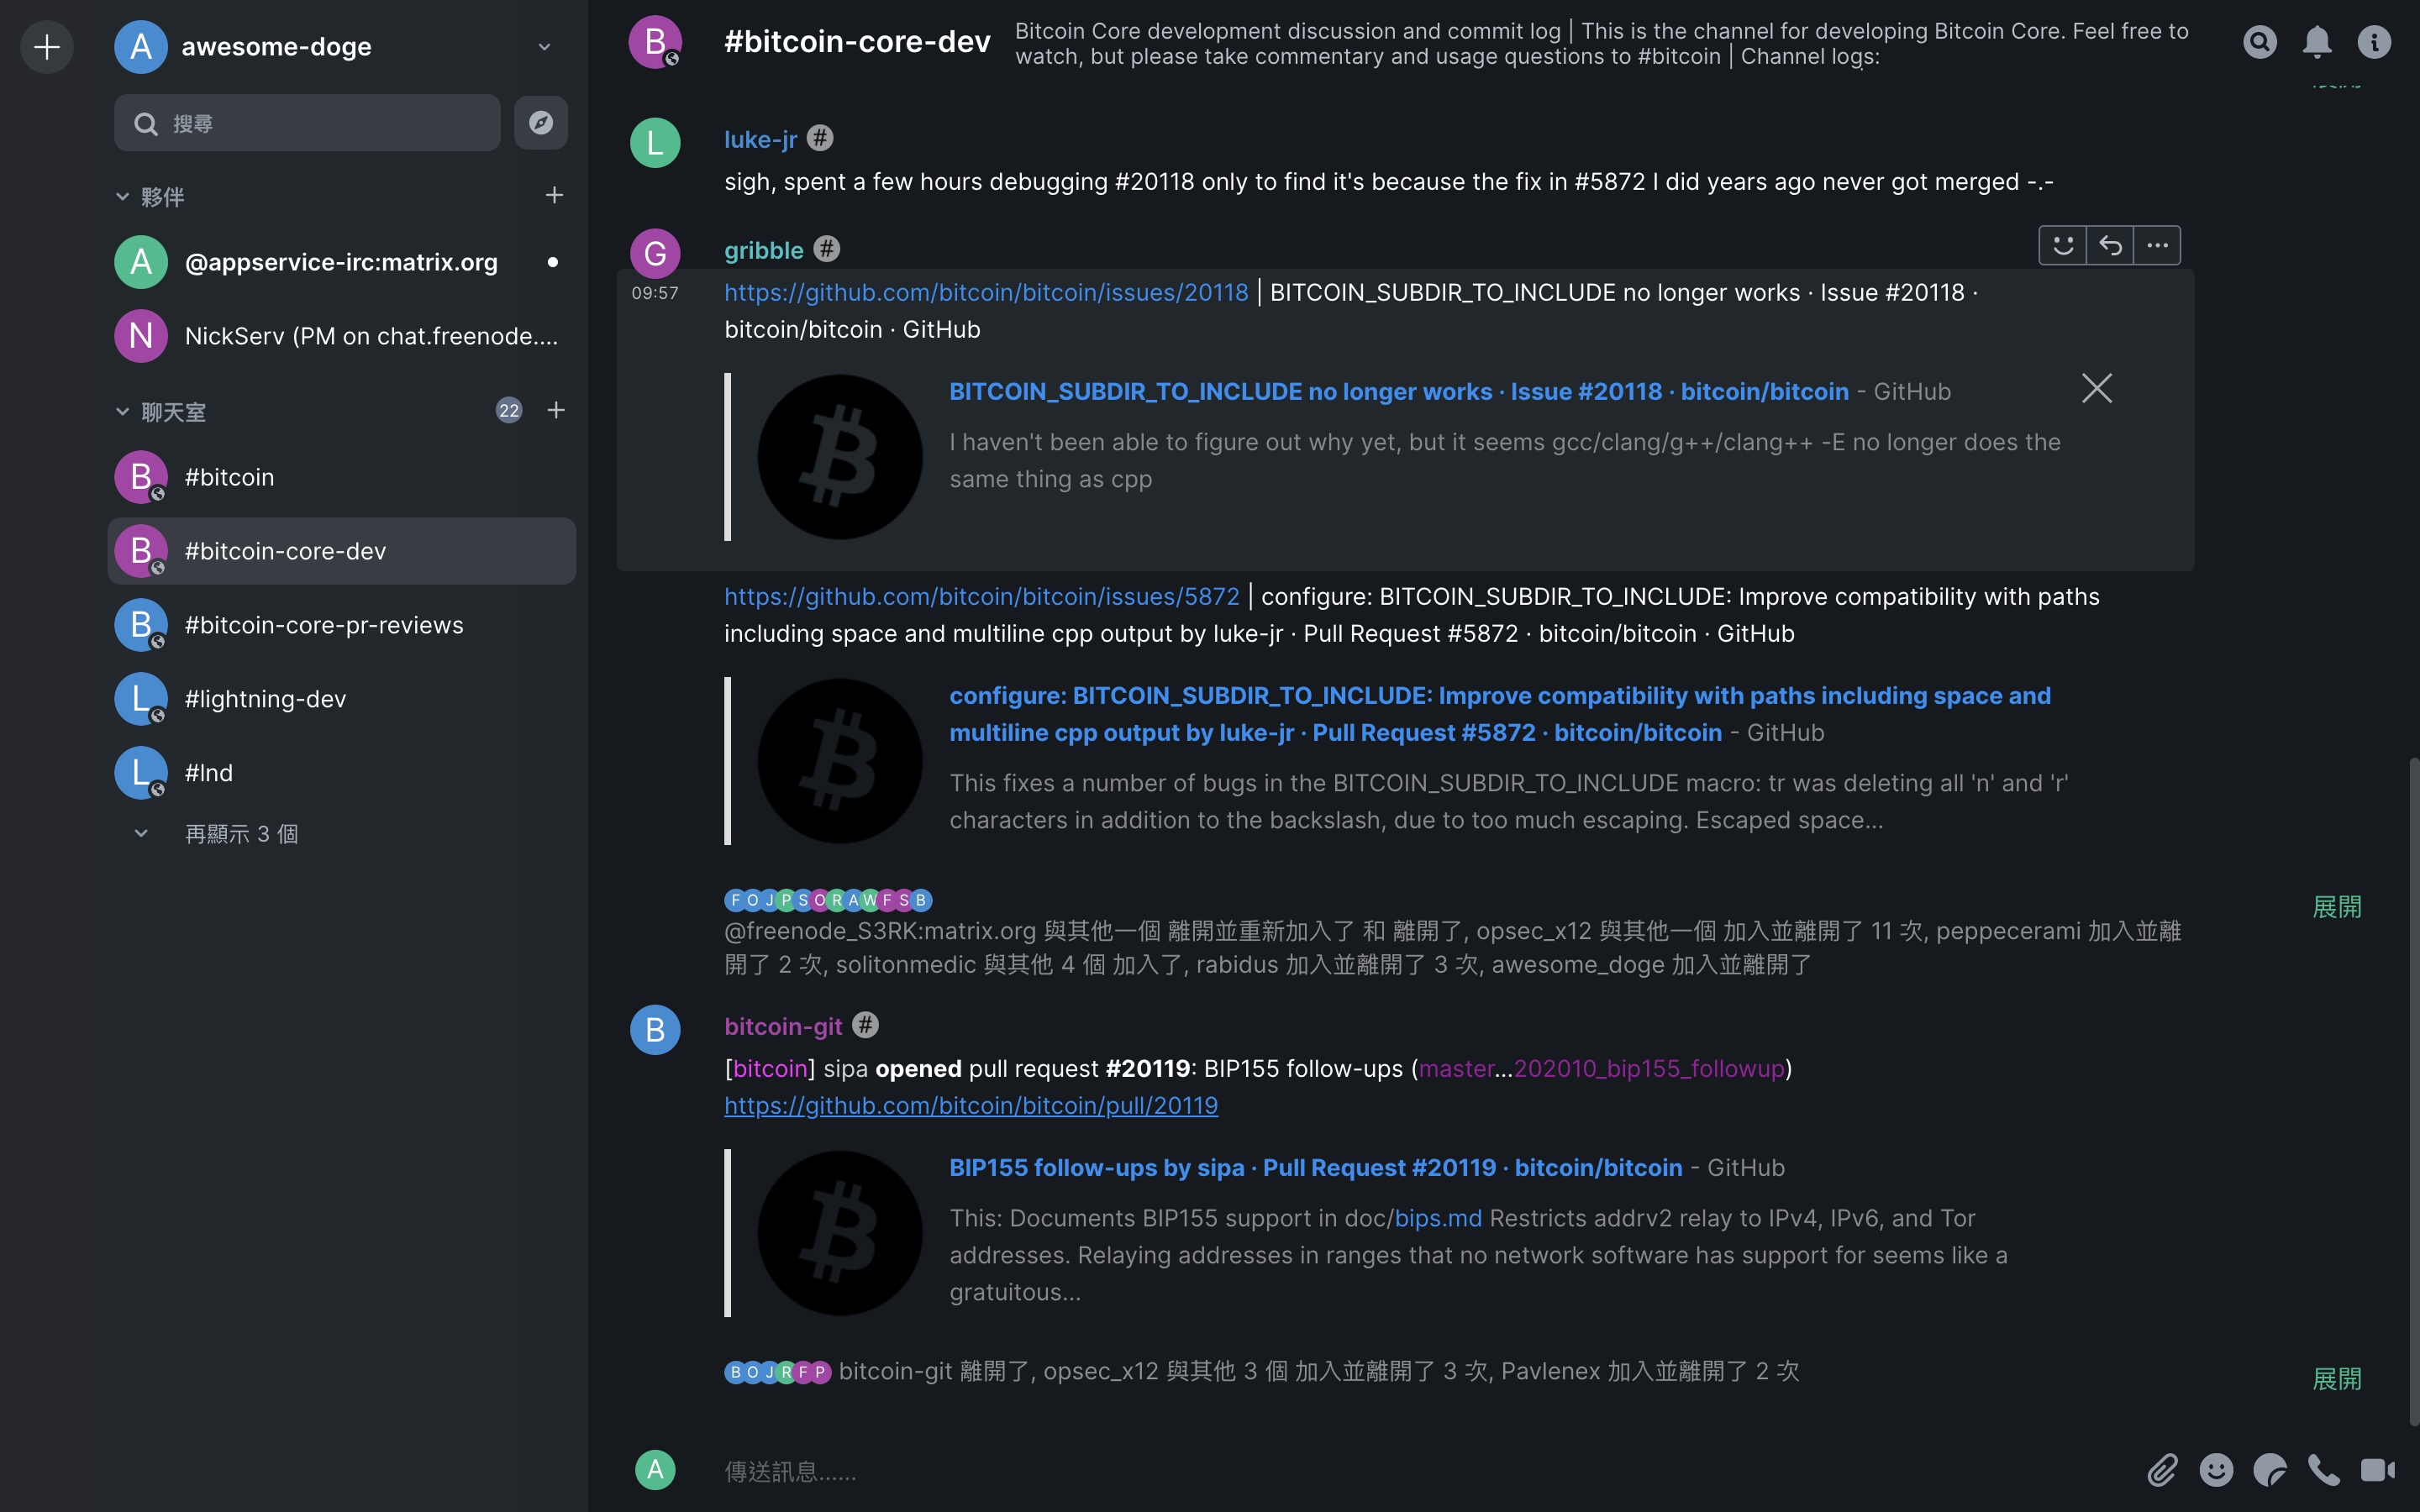 A awesome-doge
搜尋
夥伴
A @appservice-irc:matrix.org
N NickServ (PM on chat.freenode....
聊天室 22
B #bitcoin
B #bitcoin-core-dev
B #bitcoin-core-pr-reviews
L #lightning-dev
L #lnd
再顯示 3 個
B #bitcoin-core-dev
Bitcoin Core development discussion and commit log | This is the channel for developing Bitcoin Core. Feel free to
watch, but please take commentary and usage questions to #bitcoin | Channel logs:
展開
L luke-jr #
sigh, spent a few hours debugging #20118 only to find it's because the fix in #5872 I did years ago never got merged -.-
G gribble #
09:57 https://github.com/bitcoin/bitcoin/issues/20118 | BITCOIN_SUBDIR_TO_INCLUDE no longer works · Issue #20118 ·
bitcoin/bitcoin · GitHub
BITCOIN_SUBDIR_TO_INCLUDE no longer works · Issue #20118 · bitcoin/bitcoin - GitHub
I haven't been able to figure out why yet, but it seems gcc/clang/g++/clang++ -E no longer does the
same thing as cpp
https://github.com/bitcoin/bitcoin/issues/5872 | configure: BITCOIN_SUBDIR_TO_INCLUDE: Improve compatibility with paths
including space and multiline cpp output by luke-jr · Pull Request #5872 · bitcoin/bitcoin · GitHub
configure: BITCOIN_SUBDIR_TO_INCLUDE: Improve compatibility with paths including space and
multiline cpp output by luke-jr · Pull Request #5872 · bitcoin/bitcoin - GitHub
This fixes a number of bugs in the BITCOIN_SUBDIR_TO_INCLUDE macro: tr was deleting all 'n' and 'r'
characters in addition to the backslash, due to too much escaping. Escaped space...
F O J P S O R A W F S B
展開
@freenode_S3RK:matrix.org 與其他一個 離開並重新加入了 和 離開了, opsec_x12 與其他一個 加入並離開了 11 次, peppecerami 加入並離
開了 2 次, solitonmedic 與其他 4 個 加入了, rabidus 加入並離開了 3 次, awesome_doge 加入並離開了
B bitcoin-git #
[bitcoin] sipa opened pull request #20119: BIP155 follow-ups (master...202010_bip155_followup)
https://github.com/bitcoin/bitcoin/pull/20119
BIP155 follow-ups by sipa · Pull Request #20119 · bitcoin/bitcoin - GitHub
This: Documents BIP155 support in doc/bips.md Restricts addrv2 relay to IPv4, IPv6, and Tor
addresses. Relaying addresses in ranges that no network software has support for seems like a
gratuitous...
B O J R F P bitcoin-git 離開了, opsec_x12 與其他 3 個 加入並離開了 3 次, Pavlenex 加入並離開了 2 次
展開
A 傳送訊息......